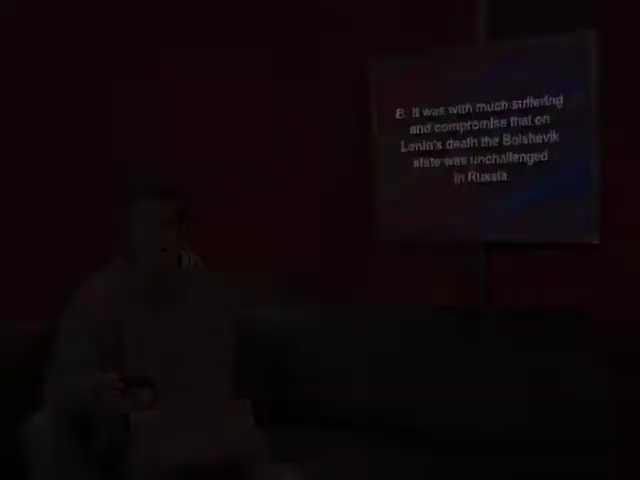 B: It was with much suffering
and compromise that on
Lenin's death the Bolshevik
state was unchallenged
in Russia.